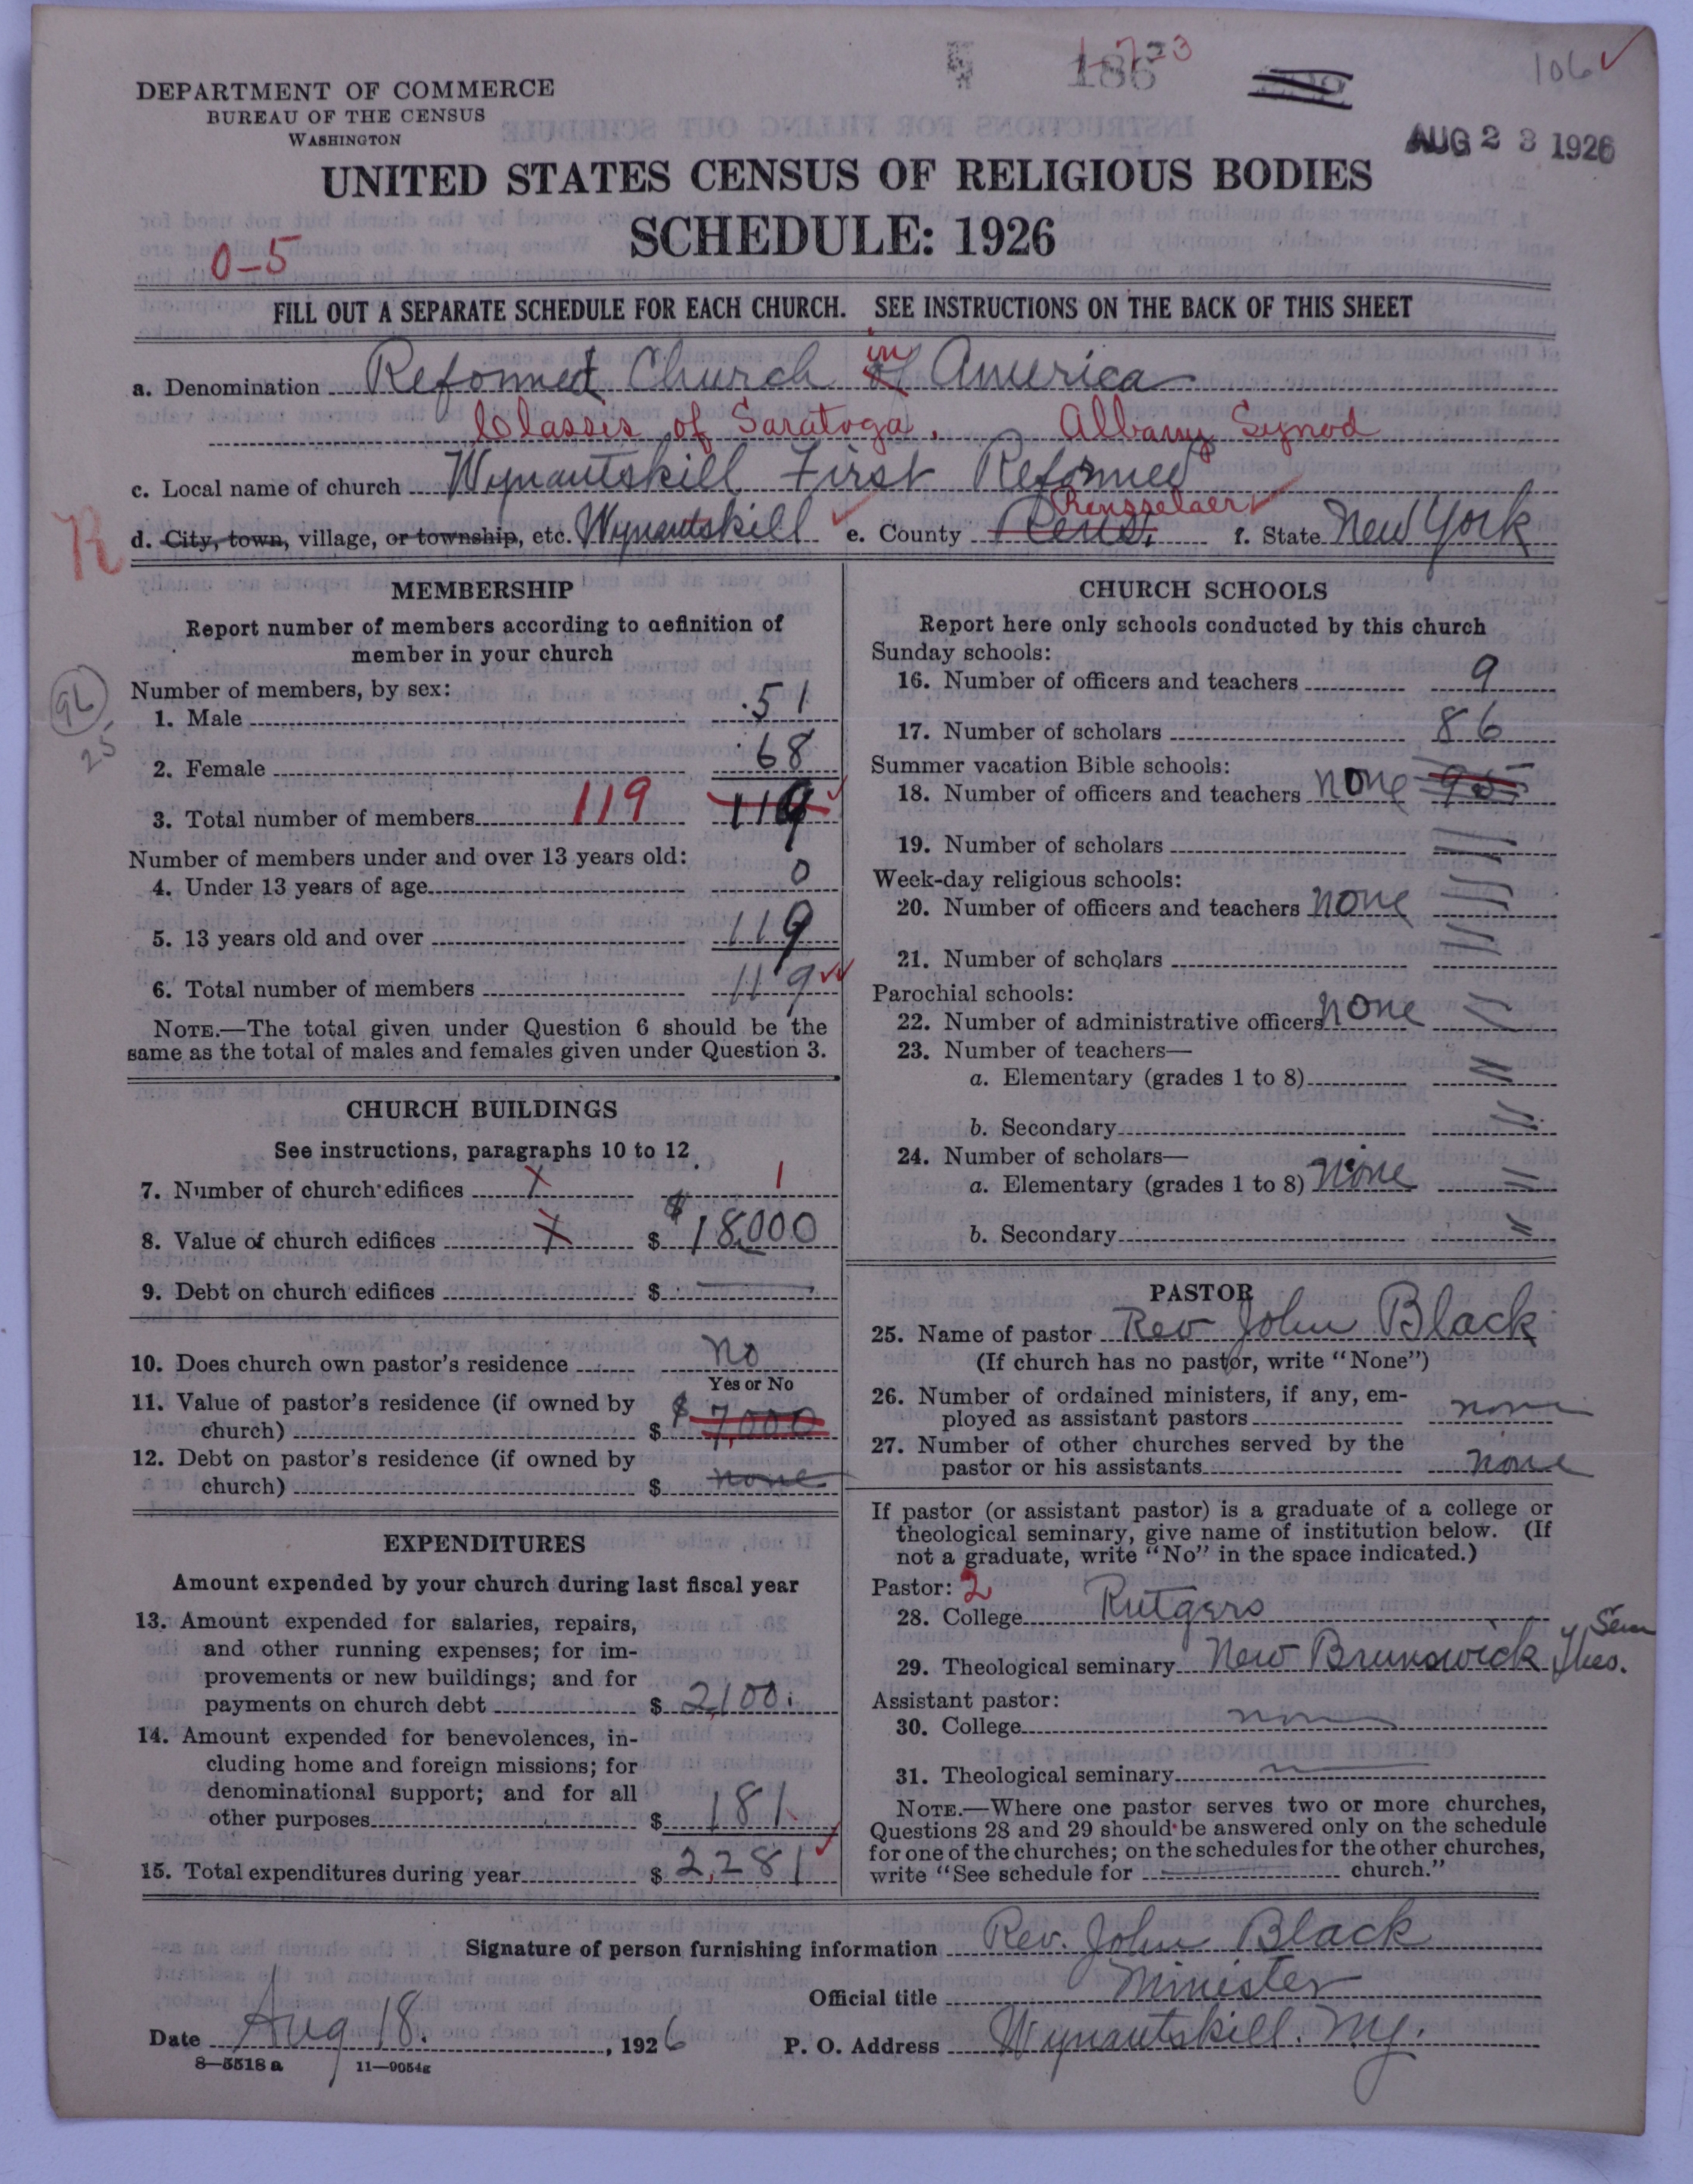 186
1-7-23
106 ✓
DEPARTMENT OF COMMERCE
BUREAU OF THE CENSUS
WASHINGTON
AUG 23 1926
UNITED STATES CENSUS OF RELIGIOUS BODIES
SCHEDULE: 1926
0-5
FILL OUT A SEPARATE SCHEDULE FOR EACH CHURCH. SEE INSTRUCTIONS ON THE BACK OF THIS SHEET
a. Denomination Reformed Church of in America
Classis of Saratoga, Albany Synod
c. Local name of church Wynantskill First Reformed
R
d. City, town, village, or township, etc. Wynantskill e. County Rens. Rensselaer f. State New York
MEMBERSHIP
Report number of members according to definition of
member in your church
Number of members, by sex:
1. Male 51
2. Female 68
3. Total number of members 119 119
Number of members under and over 13 years old:
4. Under 13 years of age 0
5. 13 years old and over 119
6. Total number of members 119
NOTE.—The total given under Question 6 should be the
same as the total of males and females given under Question 3.
96
25
CHURCH BUILDINGS
See instructions, paragraphs 10 to 12
7. Number of church edifices 1 1
8. Value of church edifices 1 $ $18,000
9. Debt on church edifices $
10. Does church own pastor's residence no
Yes or No
11. Value of pastor's residence (if owned by
church) $ $7,000
12. Debt on pastor's residence (if owned by
church) $ none
EXPENDITURES
Amount expended by your church during last fiscal year
13. Amount expended for salaries, repairs,
and other running expenses; for im-
provements or new buildings; and for
payments on church debt $ 2,100.
14. Amount expended for benevolences, in-
cluding home and foreign missions; for
denominational support; and for all
other purposes $ 181
15. Total expenditures during year $ 2,281
CHURCH SCHOOLS
Report here only schools conducted by this church
Sunday schools:
16. Number of officers and teachers 9
17. Number of scholars 86
Summer vacation Bible schools:
18. Number of officers and teachers none
19. Number of scholars
Week-day religious schools:
20. Number of officers and teachers none
21. Number of scholars
Parochial schools:
22. Number of administrative officers none
23. Number of teachers—
a. Elementary (grades 1 to 8)
b. Secondary
24. Number of scholars—
a. Elementary (grades 1 to 8) none
b. Secondary
PASTOR
25. Name of pastor Rev John Black
(If church has no pastor, write "None")
26. Number of ordained ministers, if any, em-
ployed as assistant pastors none
27. Number of other churches served by the
pastor or his assistants none
If pastor (or assistant pastor) is a graduate of a college or
theological seminary, give name of institution below. (If
not a graduate, write "No" in the space indicated.)
Pastor: 2
28. College Rutgers
29. Theological seminary New Brunswick Theo. Sem
Assistant pastor:
30. College
31. Theological seminary
NOTE.—Where one pastor serves two or more churches,
Questions 28 and 29 should be answered only on the schedule
for one of the churches; on the schedules for the other churches,
write "See schedule for church."
Signature of person furnishing information Rev. John Black
Official title Minister
Date Aug 18. , 1926 P. O. Address Wynantskill. N.Y.
8—5518 a 11—9054g